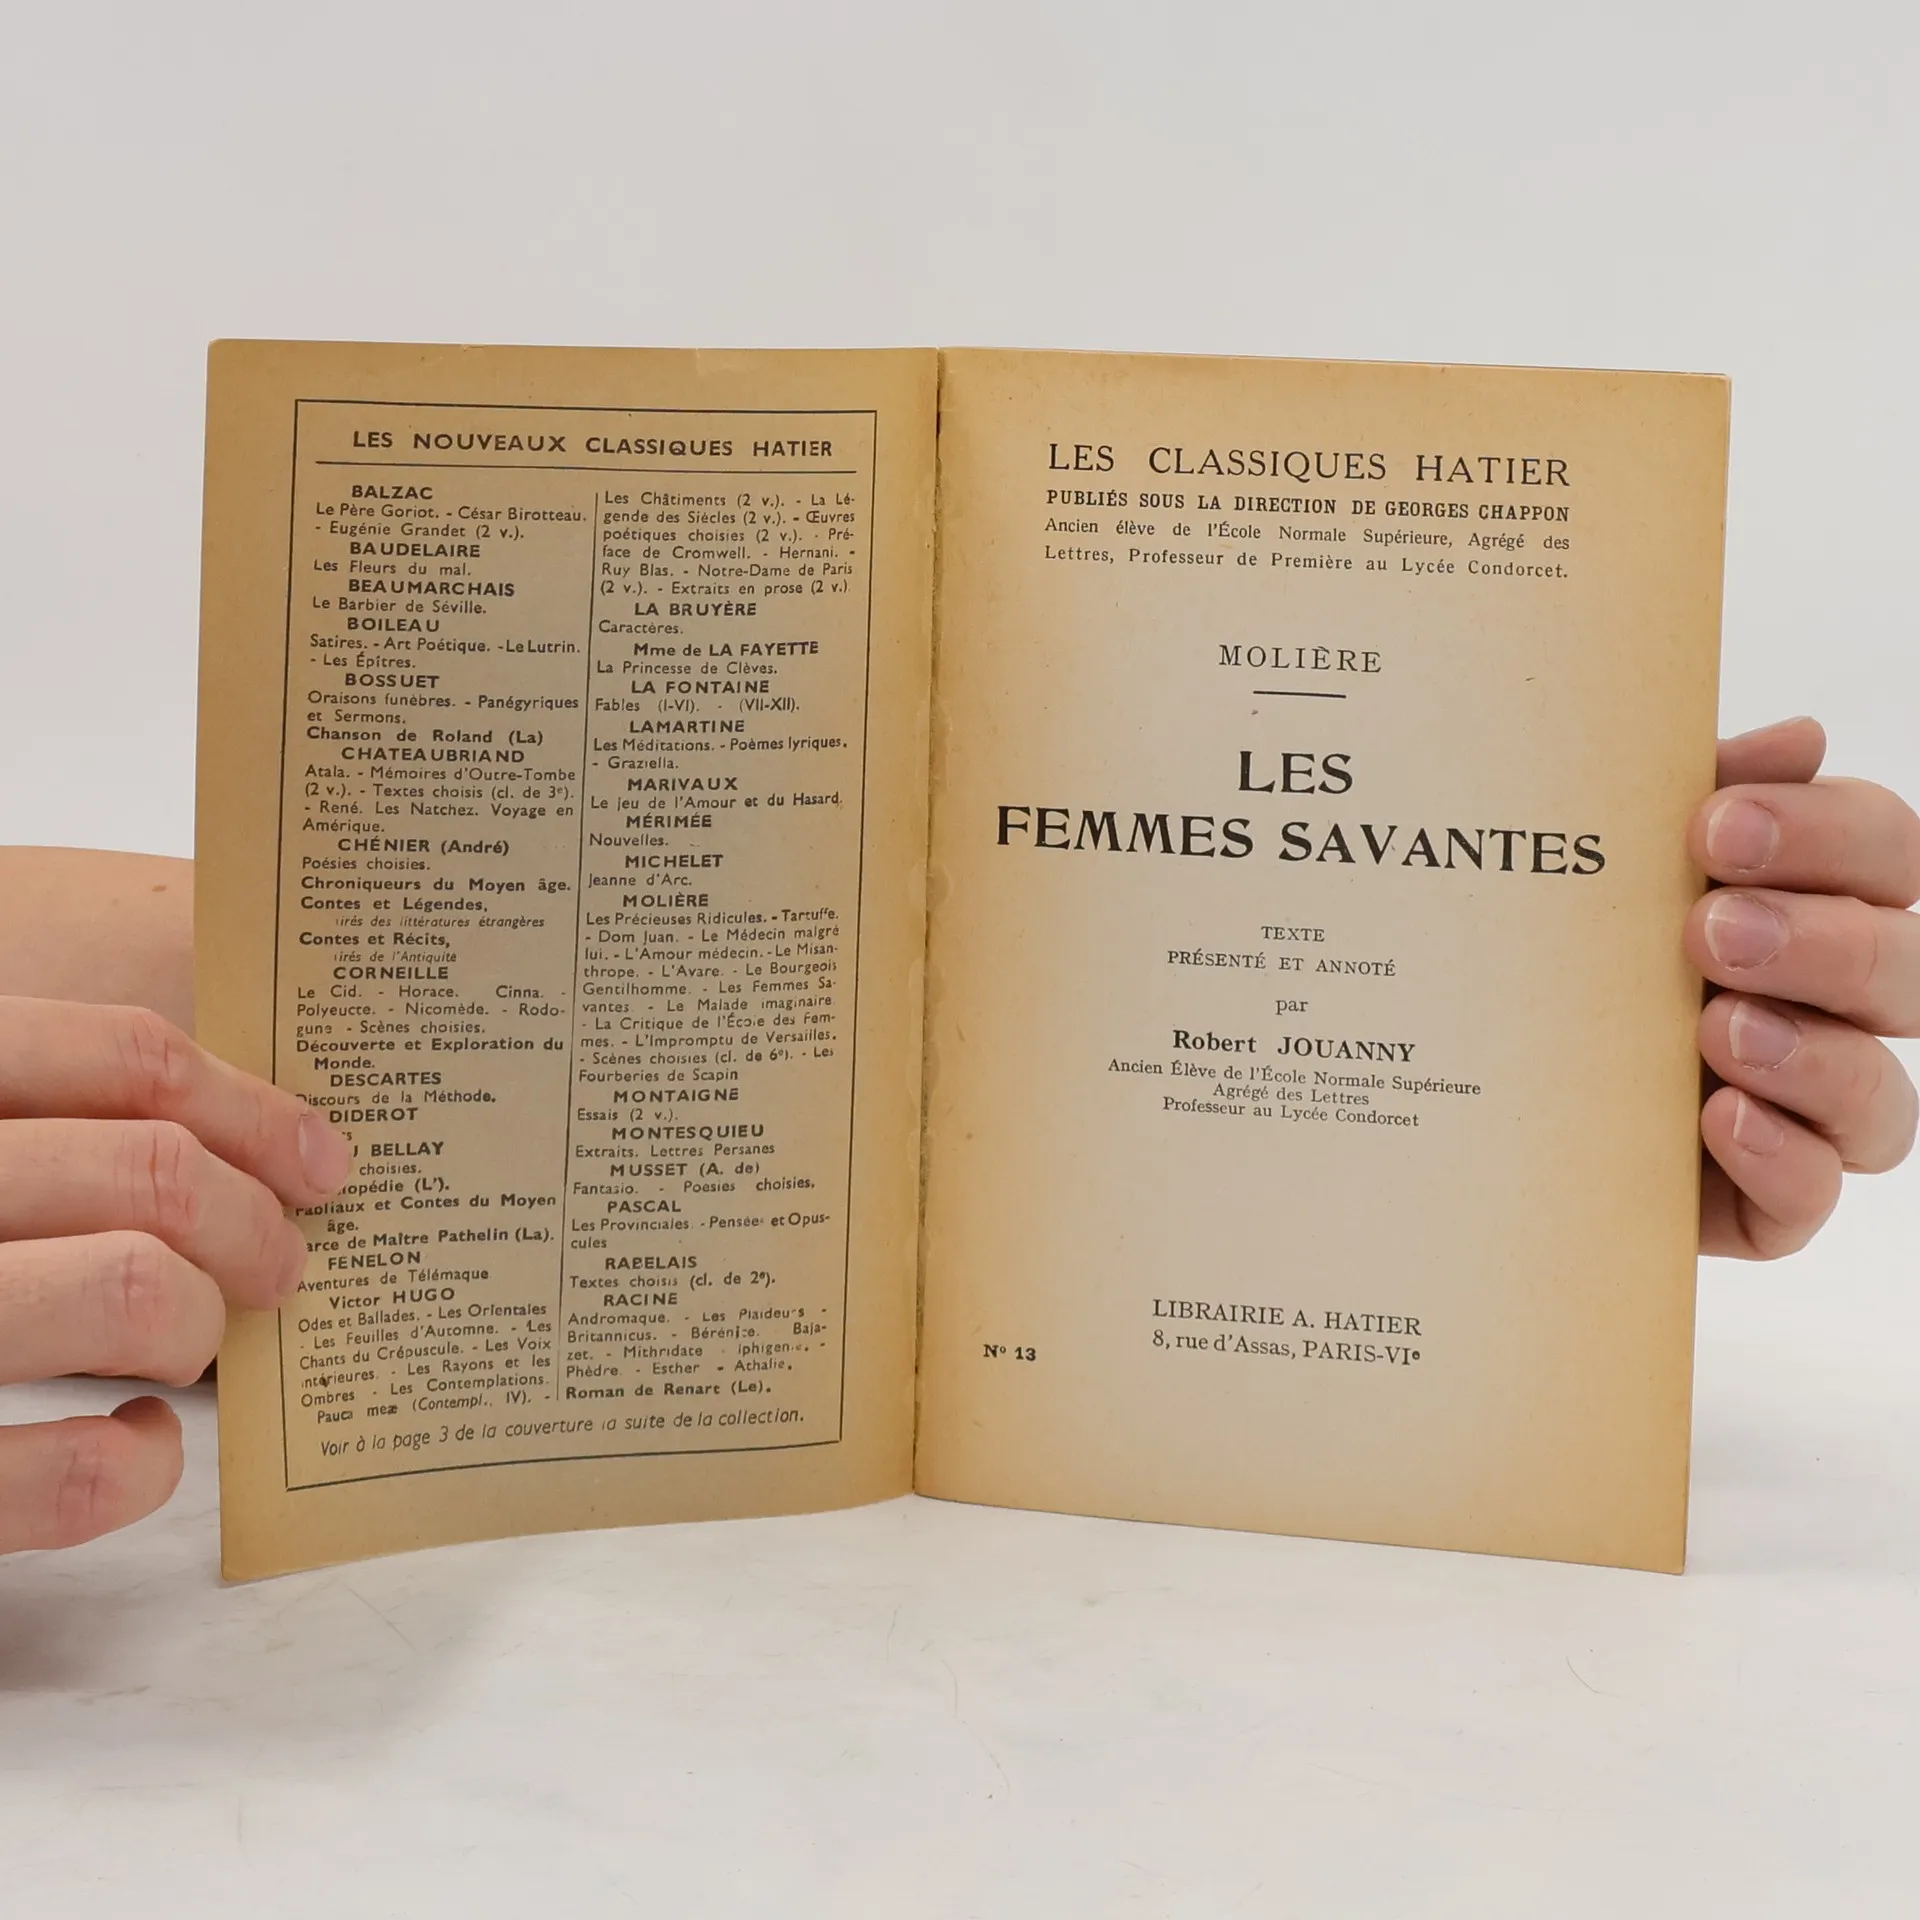 LES NOUVEAUX CLASSIQUES HATIER
BALZAC
Le Père Goriot. - César Birotteau.
- Eugénie Grandet (2 v.).
BAUDELAIRE
Les Fleurs du mal.
BEAUMARCHAIS
Le Barbier de Séville.
BOILEAU
Satires. - Art Poétique. - Le Lutrin.
- Les Épîtres.
BOSSUET
Oraisons funèbres. - Panégyriques
et Sermons.
Chanson de Roland (La)
CHATEAUBRIAND
Atala. - Mémoires d'Outre-Tombe
(2 v.). - Textes choisis (cl. de 3e).
- René. Les Natchez. Voyage en
Amérique.
CHÉNIER (André)
Poésies choisies.
Chroniqueurs du Moyen âge.
Contes et Légendes,
tirés des littératures étrangères
Contes et Récits,
tirés de l'Antiquité
CORNEILLE
Le Cid. - Horace. Cinna. -
Polyeucte. - Nicomède. - Rodo-
gune - Scènes choisies.
Découverte et Exploration du
Monde.
DESCARTES
Discours de la Méthode.
DIDEROT
BELLAY
choisies.
(L').
Fabliaux et Contes du Moyen
âge.
arce de Maître Pathelin (La).
FENELON
Aventures de Télémaque
Victor HUGO
Odes et Ballades. - Les Orientales
- Les Feuilles d'Automne. - Les
Chants du Crépuscule. - Les Voix
intérieures. - Les Rayons et les
Ombres - Les Contemplations.
Pauca meæ (Contempl., IV). -
Les Châtiments (2 v.). - La Lé-
gende des Siècles (2 v.). - Œuvres
poétiques choisies (2 v.). - Pré-
face de Cromwell. - Hernani. -
Ruy Blas. - Notre-Dame de Paris
(2 v.). - Extraits en prose (2 v.)
LA BRUYÈRE
Caractères.
Mme de LA FAYETTE
La Princesse de Clèves.
LA FONTAINE
Fables (I-VI). - (VII-XII).
LAMARTINE
Les Méditations. - Poèmes lyriques.
- Graziella.
MARIVAUX
Le Jeu de l'Amour et du Hasard.
MÉRIMÉE
Nouvelles.
MICHELET
Jeanne d'Arc.
MOLIÈRE
Les Précieuses Ridicules. - Tartuffe.
- Dom Juan. - Le Médecin malgré
lui. - L'Amour médecin. - Le Misan-
thrope. - L'Avare. - Le Bourgeois
Gentilhomme. - Les Femmes Sa-
vantes. - Le Malade imaginaire
- La Critique de l'École des Fem-
mes. - L'Impromptu de Versailles.
- Scènes choisies (cl. de 6e). - Les
Fourberies de Scapin
MONTAIGNE
Essais (2 v.).
MONTESQUIEU
Extraits. Lettres Persanes
MUSSET (A. de)
Fantasio. - Poesies choisies.
PASCAL
Les Provinciales. - Pensées et Opus-
cules
RABELAIS
Textes choisis (cl. de 2e).
RACINE
Andromaque. - Les Plaideurs -
Britannicus. - Bérénice. Baja-
zet. - Mithridate - Iphigénie. -
Phèdre. - Esther - Athalie.
Roman de Renart (Le).
Voir à la page 3 de la couverture la suite de la collection.
LES CLASSIQUES HATIER
PUBLIÉS SOUS LA DIRECTION DE GEORGES CHAPPON
Ancien élève de l'École Normale Supérieure, Agrégé des
Lettres, Professeur de Première au Lycée Condorcet.
MOLIÈRE
LES
FEMMES SAVANTES
TEXTE
PRÉSENTÉ ET ANNOTÉ
par
Robert JOUANNY
Ancien Élève de l'École Normale Supérieure
Agrégé des Lettres
Professeur au Lycée Condorcet
LIBRAIRIE A. HATIER
8, rue d'Assas, PARIS-VIe
Nº 13